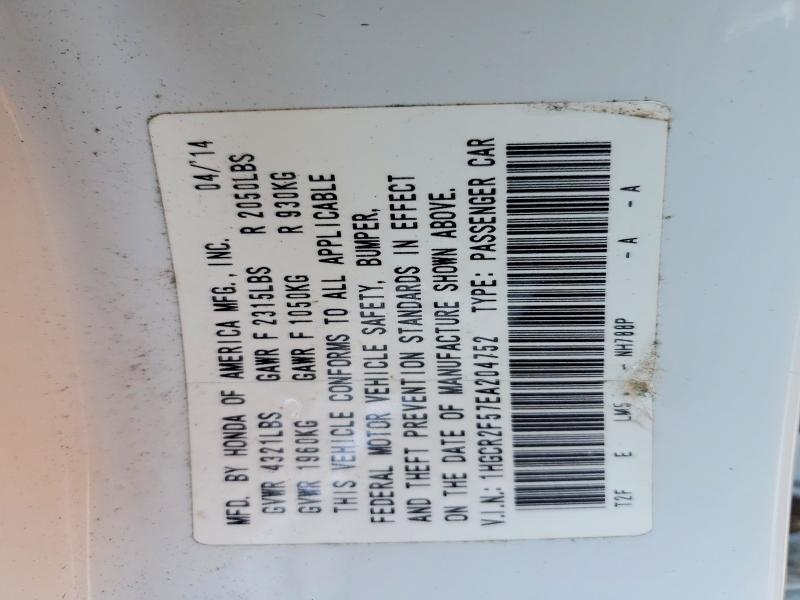 MFD. BY HONDA OF AMERICA MFG., INC. 04/'14
GVWR 4321LBS GAWR F 2315LBS R 2050LBS
GVWR 1960KG GAWR F 1050KG R 930KG
THIS VEHICLE CONFORMS TO ALL APPLICABLE
FEDERAL MOTOR VEHICLE SAFETY, BUMPER,
AND THEFT PREVENTION STANDARDS IN EFFECT
ON THE DATE OF MANUFACTURE SHOWN ABOVE.
V.I.N.: 1HGCR2F57EA204752 TYPE: PASSENGER CAR
T2F E LM5 - NH788P - A - A